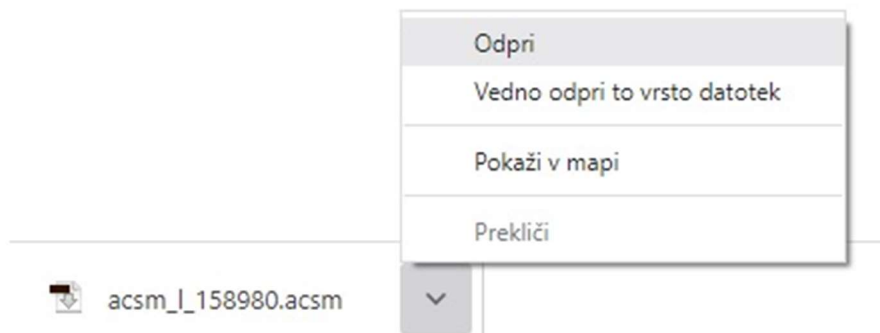 Odpri
Vedno odpri to vrsto datotek
Pokaži v mapi
Prekliči
acsm_l_158980.acsm